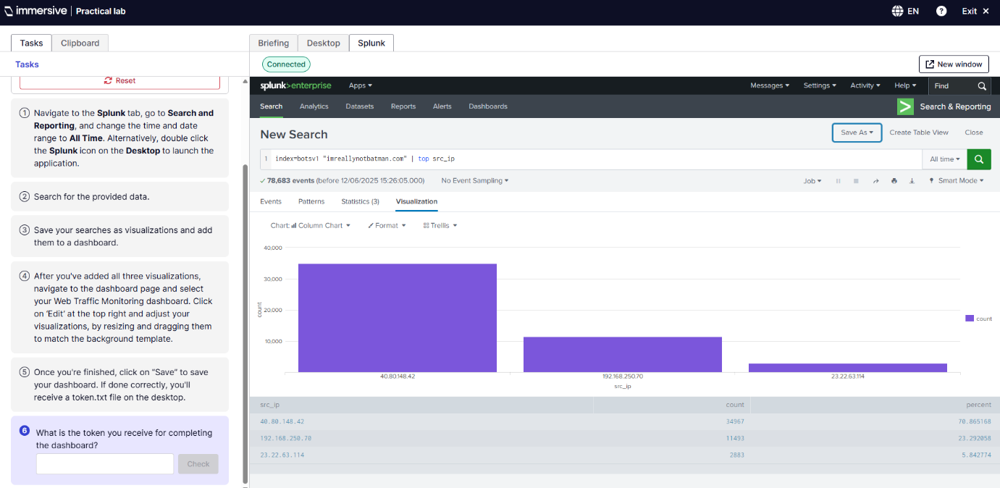 immersive | Practical lab
EN
?
Exit ×
Tasks
Clipboard
Tasks
Reset
1 Navigate to the Splunk tab, go to Search and
Reporting, and change the time and date
range to All Time. Alternatively, double click
the Splunk icon on the Desktop to launch the
application.
2 Search for the provided data.
3 Save your searches as visualizations and add
them to a dashboard.
4 After you've added all three visualizations,
navigate to the dashboard page and select
your Web Traffic Monitoring dashboard. Click
on ‘Edit’ at the top right and adjust your
visualizations, by resizing and dragging them
to match the background template.
5 Once you're finished, click on “Save” to save
your dashboard. If done correctly, you'll
receive a token.txt file on the desktop.
6 What is the token you receive for completing
the dashboard?
Check
Briefing
Desktop
Splunk
Connected
New window
splunk>enterprise
Apps
Messages
Settings
Activity
Help
Find
Search
Analytics
Datasets
Reports
Alerts
Dashboards
Search & Reporting
New Search
Save As
Create Table View
Close
1 index=botsv1 "imreallynotbatman.com" | top src_ip
All time
78,683 events (before 12/06/2025 15:26:05.000)
No Event Sampling
Job
Smart Mode
Events
Patterns
Statistics (3)
Visualization
Chart: Column Chart
Format
Trellis
40,000
30,000
20,000
10,000
count
40.80.148.42
192.168.250.70
23.22.63.114
src_ip
count
src_ip count percent
40.80.148.42 34967 70.865168
192.168.250.70 11493 23.292058
23.22.63.114 2883 5.842774